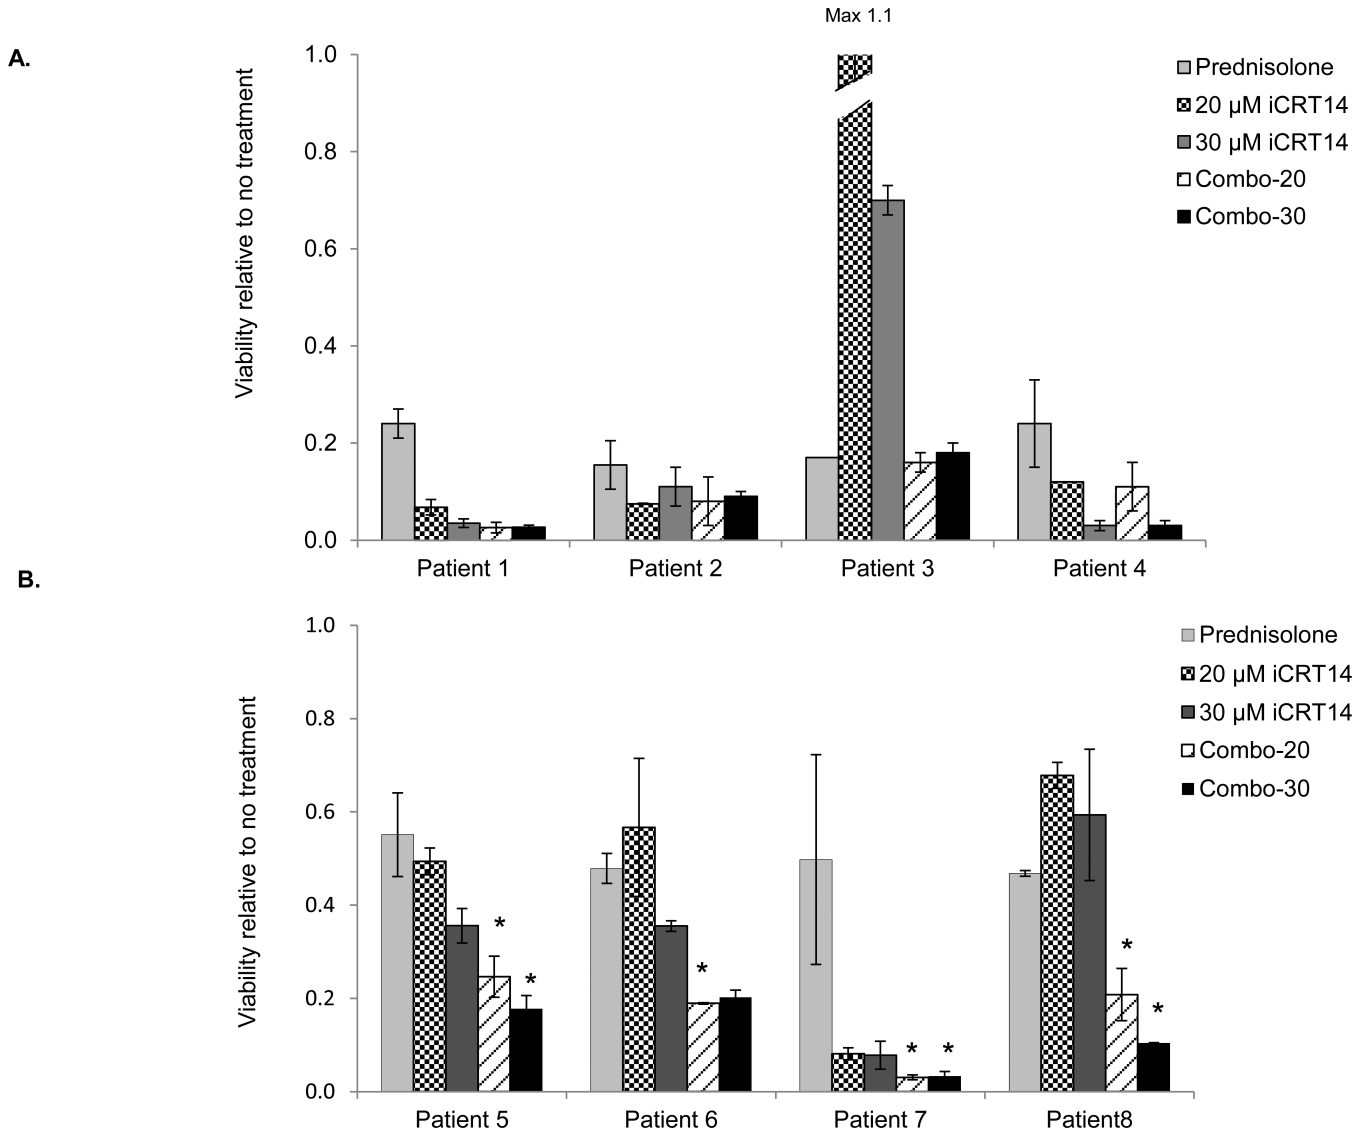 Max 1.1
A.
Viability relative to no treatment
1.0
0.8
0.6
0.4
0.2
0.0
Prednisolone
20 µM iCRT14
30 µM iCRT14
Combo-20
Combo-30
Patient 1 Patient 2 Patient 3 Patient 4
B.
Viability relative to no treatment
1.0
0.8
0.6
0.4
0.2
0.0
Prednisolone
20 µM iCRT14
30 µM iCRT14
Combo-20
Combo-30
* * * * * * *
Patient 5 Patient 6 Patient 7 Patient8